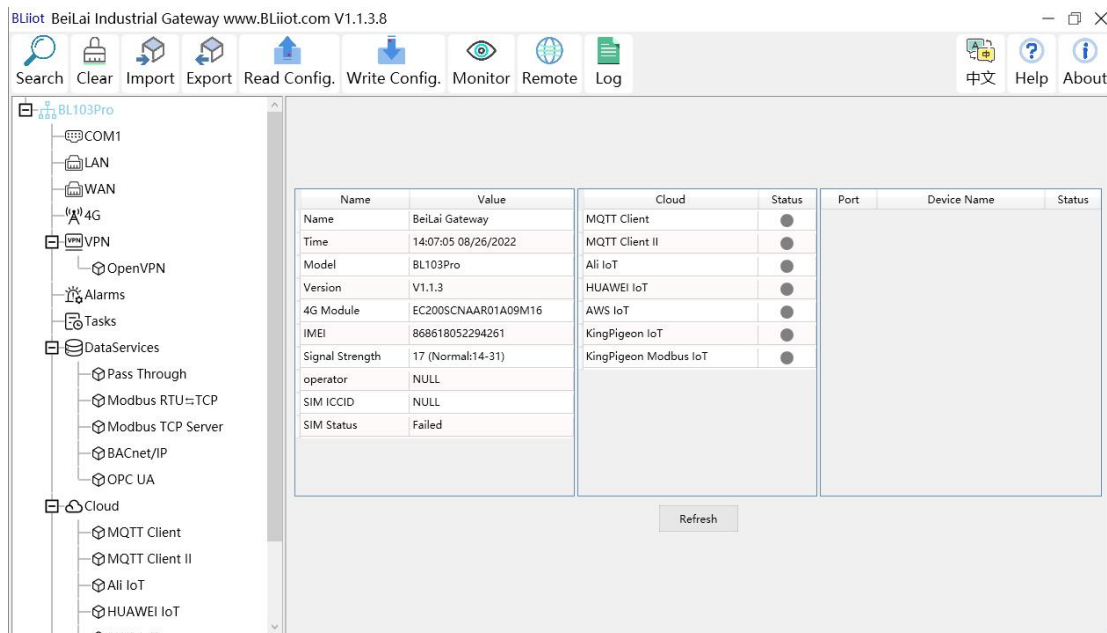 BLiiot BeiLai Industrial Gateway www.BLiiot.com V1.1.3.8
Search Clear Import Export Read Config. Write Config. Monitor Remote Log 中文 Help About
BL103Pro
COM1
LAN
WAN
4G
VPN
OpenVPN
Alarms
Tasks
DataServices
Pass Through
Modbus RTU⇆TCP
Modbus TCP Server
BACnet/IP
OPC UA
Cloud
MQTT Client
MQTT Client II
Ali IoT
HUAWEI IoT
Name Value
Name BeiLai Gateway
Time 14:07:05 08/26/2022
Model BL103Pro
Version V1.1.3
4G Module EC200SCNAAR01A09M16
IMEI 868618052294261
Signal Strength 17 (Normal:14-31)
operator NULL
SIM ICCID NULL
SIM Status Failed
Cloud Status
MQTT Client
MQTT Client II
Ali IoT
HUAWEI IoT
AWS IoT
KingPigeon IoT
KingPigeon Modbus IoT
Port Device Name Status
Refresh